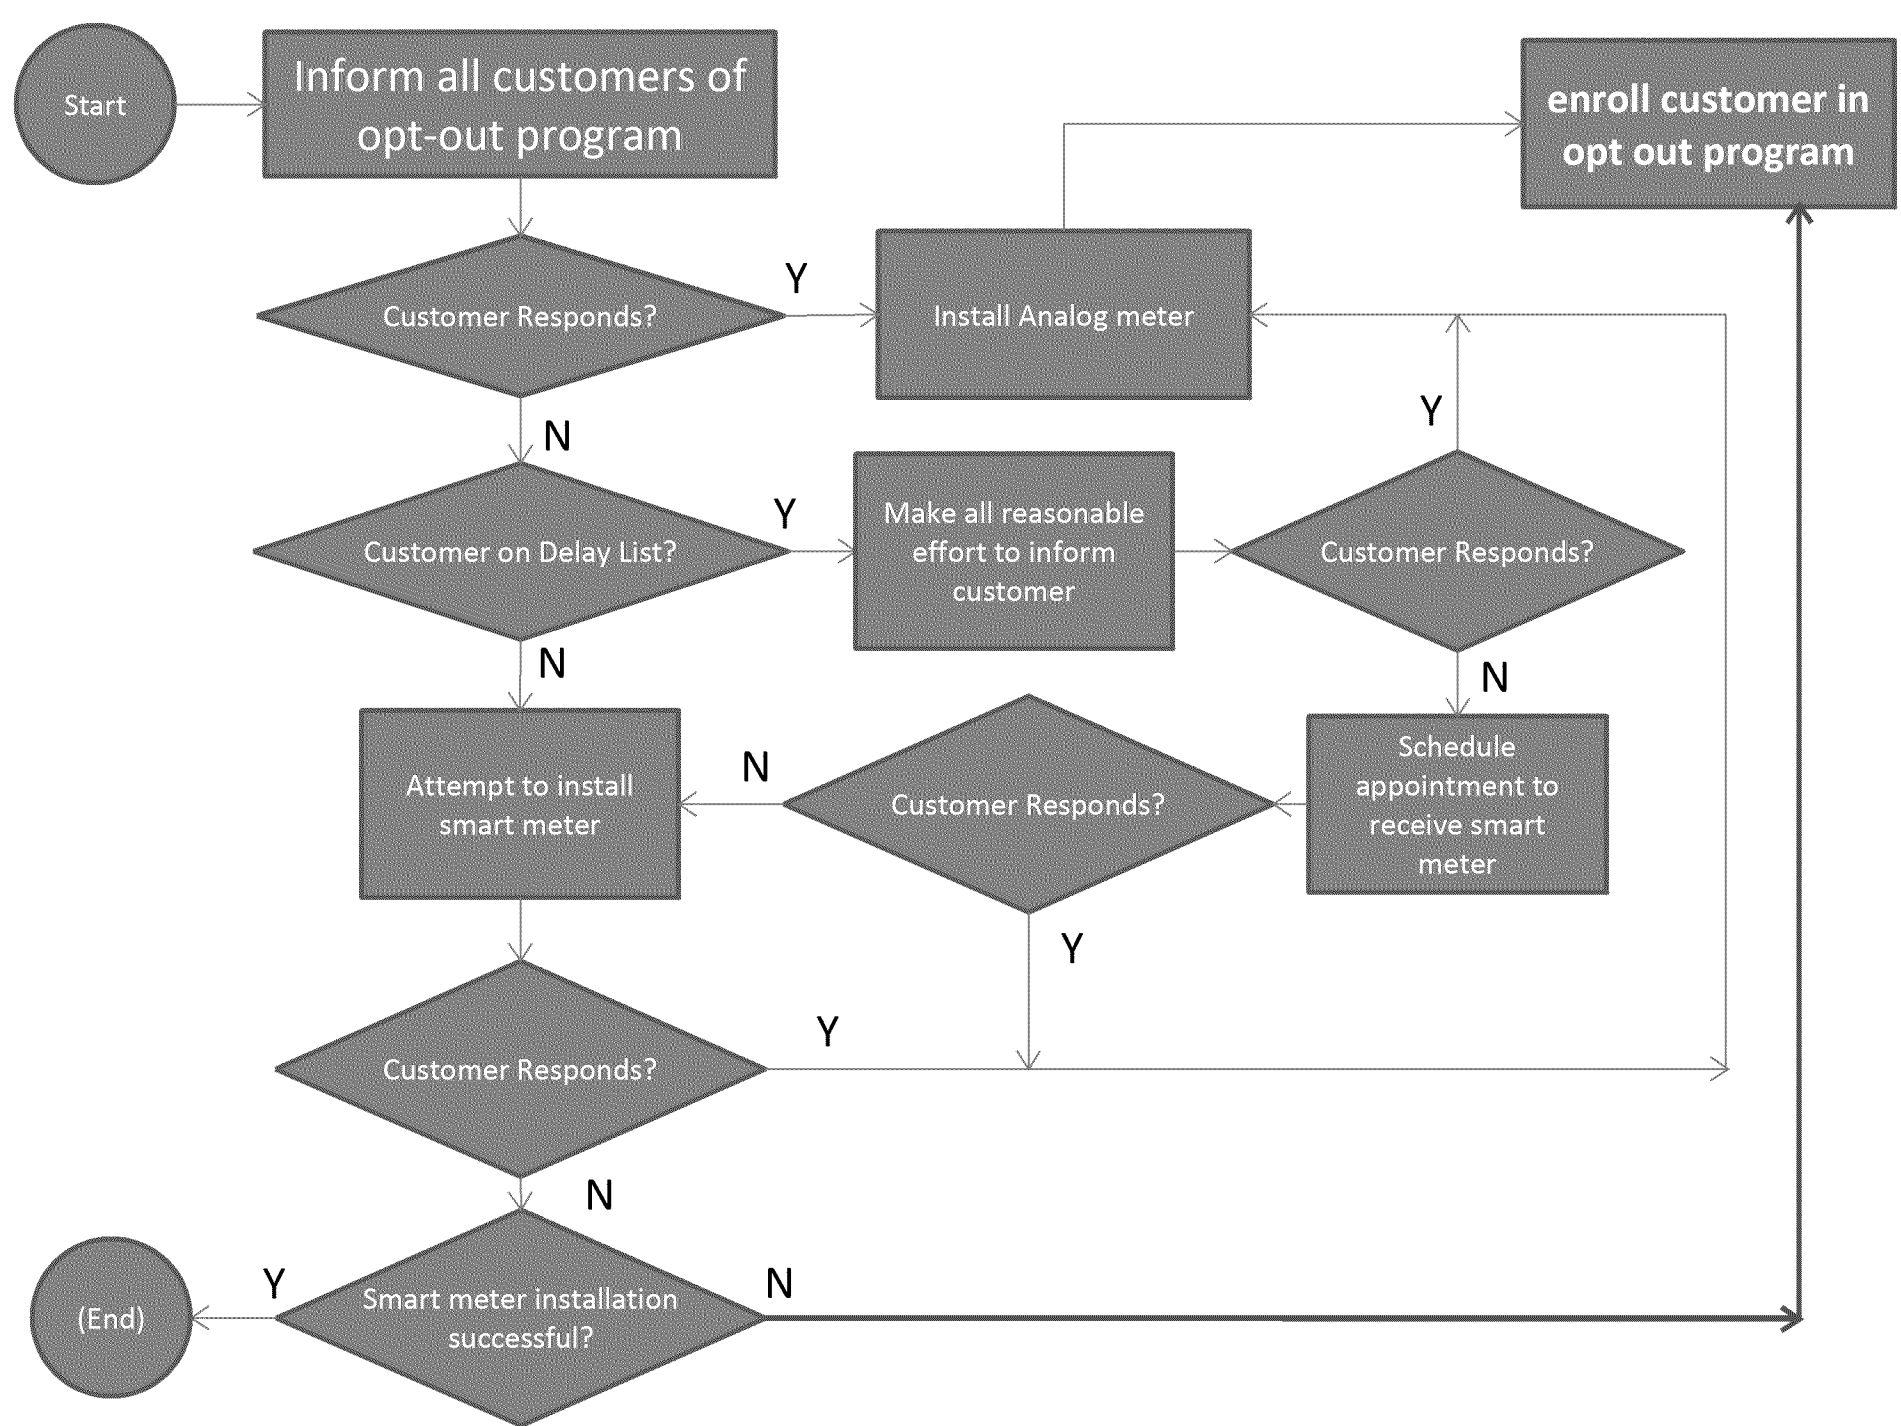 Start
Inform all customers of
opt-out program
enroll customer in
opt out program
Customer Responds?
Y
Install Analog meter
N
Y
Customer on Delay List?
Y
Make all reasonable
effort to inform
customer
Customer Responds?
N
N
Attempt to install
smart meter
N
Customer Responds?
Schedule
appointment to
receive smart
meter
Y
Customer Responds?
Y
N
(End)
Y
Smart meter installation
successful?
N